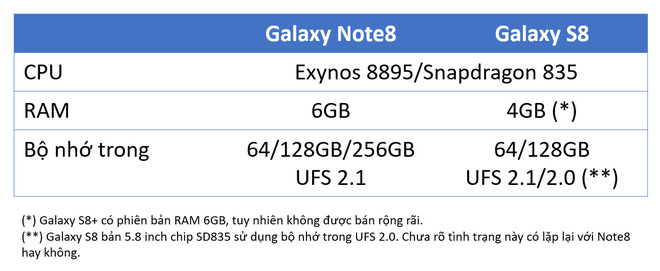 Galaxy Note8 Galaxy S8
CPU Exynos 8895/Snapdragon 835
RAM 6GB 4GB (*)
Bộ nhớ trong 64/128GB/256GB 64/128GB
UFS 2.1 UFS 2.1/2.0 (**)
(*) Galaxy S8+ có phiên bản RAM 6GB, tuy nhiên không được bán rộng rãi.
(**) Galaxy S8 bản 5.8 inch chip SD835 sử dụng bộ nhớ trong UFS 2.0. Chưa rõ tình trạng này có lặp lại với Note8
hay không.